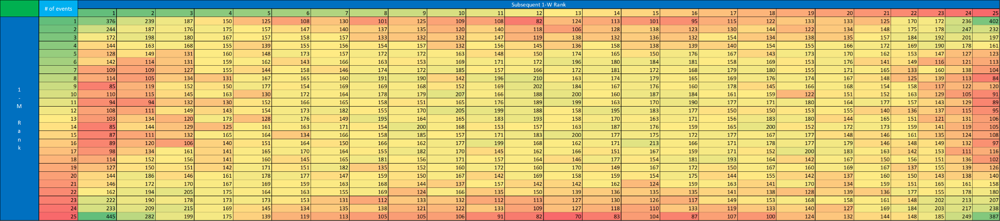 # of events Subsequent 1-W Rank
1 2 3 4 5 6 7 8 9 10 11 12 13 14 15 16 17 18 19 20 21 22 23 24 25
1 376 239 187 150 125 108 130 101 125 109 108 82 124 113 101 95 115 122 133 133 125 170 172 236 402
2 244 187 176 175 157 147 140 137 135 120 140 118 106 128 138 123 130 144 122 134 148 175 178 247 232
3 172 198 180 167 157 158 157 133 132 132 147 119 138 132 136 132 154 134 138 135 157 184 192 201 197
4 144 163 168 155 139 155 156 154 157 132 156 145 136 158 138 139 140 154 155 166 172 169 190 178 161
5 128 149 131 160 148 173 157 172 172 163 148 150 174 165 150 176 167 143 173 170 162 153 147 127 123
6 142 114 131 159 162 143 166 163 153 169 171 172 196 180 184 181 158 169 153 176 141 149 116 121 113
7 109 109 127 155 144 158 146 174 172 185 157 166 172 181 172 168 179 180 155 171 165 133 160 138 104
8 114 105 134 131 167 165 160 191 190 142 196 210 163 174 179 165 169 176 174 167 148 125 139 113 84
9 85 119 152 150 177 154 169 169 168 152 169 202 184 167 176 160 178 145 166 168 154 158 117 122 120
10 110 115 145 163 130 172 164 178 179 207 166 188 200 160 187 184 161 159 122 151 152 163 129 105 91
11 94 94 132 130 152 166 165 158 151 165 176 189 199 163 170 190 177 171 180 164 177 157 143 129 89
12 108 111 149 143 154 173 182 155 170 205 199 188 158 195 183 177 150 150 153 155 140 136 137 115 95
13 103 134 120 173 128 176 149 195 164 165 183 193 158 170 163 171 156 183 180 144 165 151 121 131 106
14 85 144 129 125 161 163 171 154 200 168 153 157 163 187 176 159 165 200 152 172 173 159 141 119 105
15 87 111 132 165 164 134 166 158 185 157 171 183 200 177 175 172 177 167 177 148 146 161 135 124 108
16 89 120 106 140 151 164 150 166 162 177 199 168 162 171 213 166 171 178 177 179 146 148 149 132 97
17 98 134 161 141 165 170 164 155 182 170 145 162 166 151 167 159 171 152 200 183 163 142 153 111 116
18 114 152 156 141 160 145 165 181 156 171 157 164 146 177 154 181 193 164 142 167 150 156 151 136 102
19 127 150 151 142 171 151 182 135 152 160 172 160 170 149 167 172 150 167 160 169 167 137 155 139 126
20 144 186 146 161 178 177 147 159 150 167 142 169 158 159 154 175 144 155 142 137 160 150 143 138 140
21 146 172 170 167 169 159 163 168 144 137 157 142 142 162 124 159 163 141 170 134 159 151 165 161 158
22 162 194 205 175 164 163 155 169 124 166 135 150 139 136 135 135 141 138 128 139 136 177 155 178 180
23 222 190 178 173 173 153 131 112 133 132 112 113 127 130 126 117 149 153 168 158 161 148 202 213 207
24 233 209 215 169 145 134 135 138 121 122 133 109 127 118 110 133 118 133 140 127 169 184 203 217 238
25 445 282 199 175 139 119 113 105 105 106 91 82 70 83 104 87 107 100 124 132 144 148 185 249 387
1
-
M
R
a
n
k